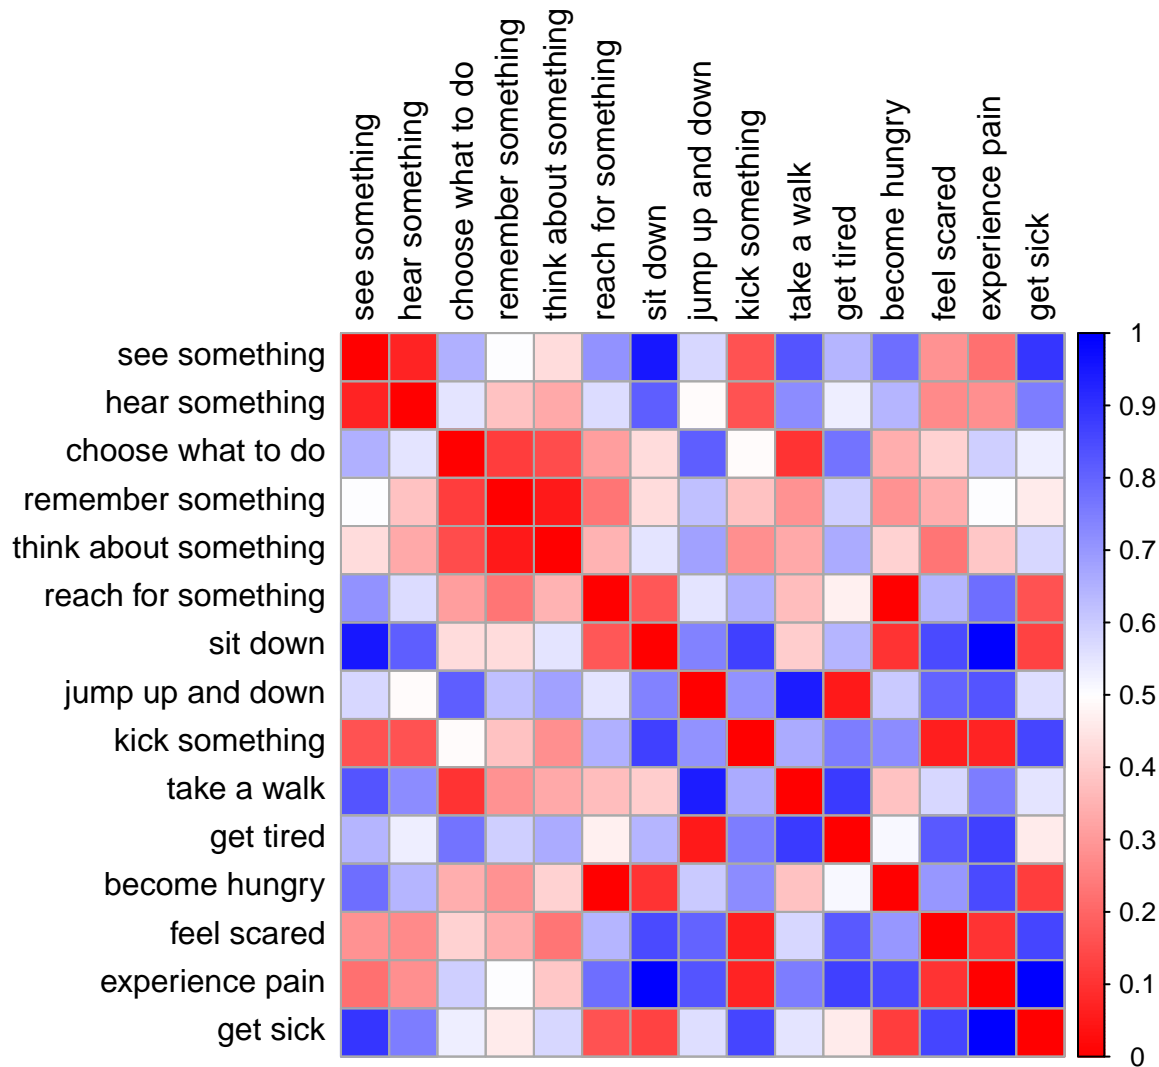 see something
hear something
choose what to do
remember something
think about something
reach for something
sit down
jump up and down
kick something
take a walk
get tired
become hungry
feel scared
experience pain
get sick
see something
hear something
choose what to do
remember something
think about something
reach for something
sit down
jump up and down
kick something
take a walk
get tired
become hungry
feel scared
experience pain
get sick
1
0.9
0.8
0.7
0.6
0.5
0.4
0.3
0.2
0.1
0